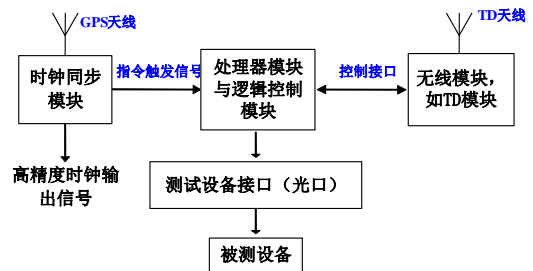 GPS天线
TD天线
时钟同步
模块
指令触发信号
处理器模块
与逻辑控制
模块
控制接口
无线模块，
如TD模块
高精度时钟输
出信号
测试设备接口（光口）
被测设备